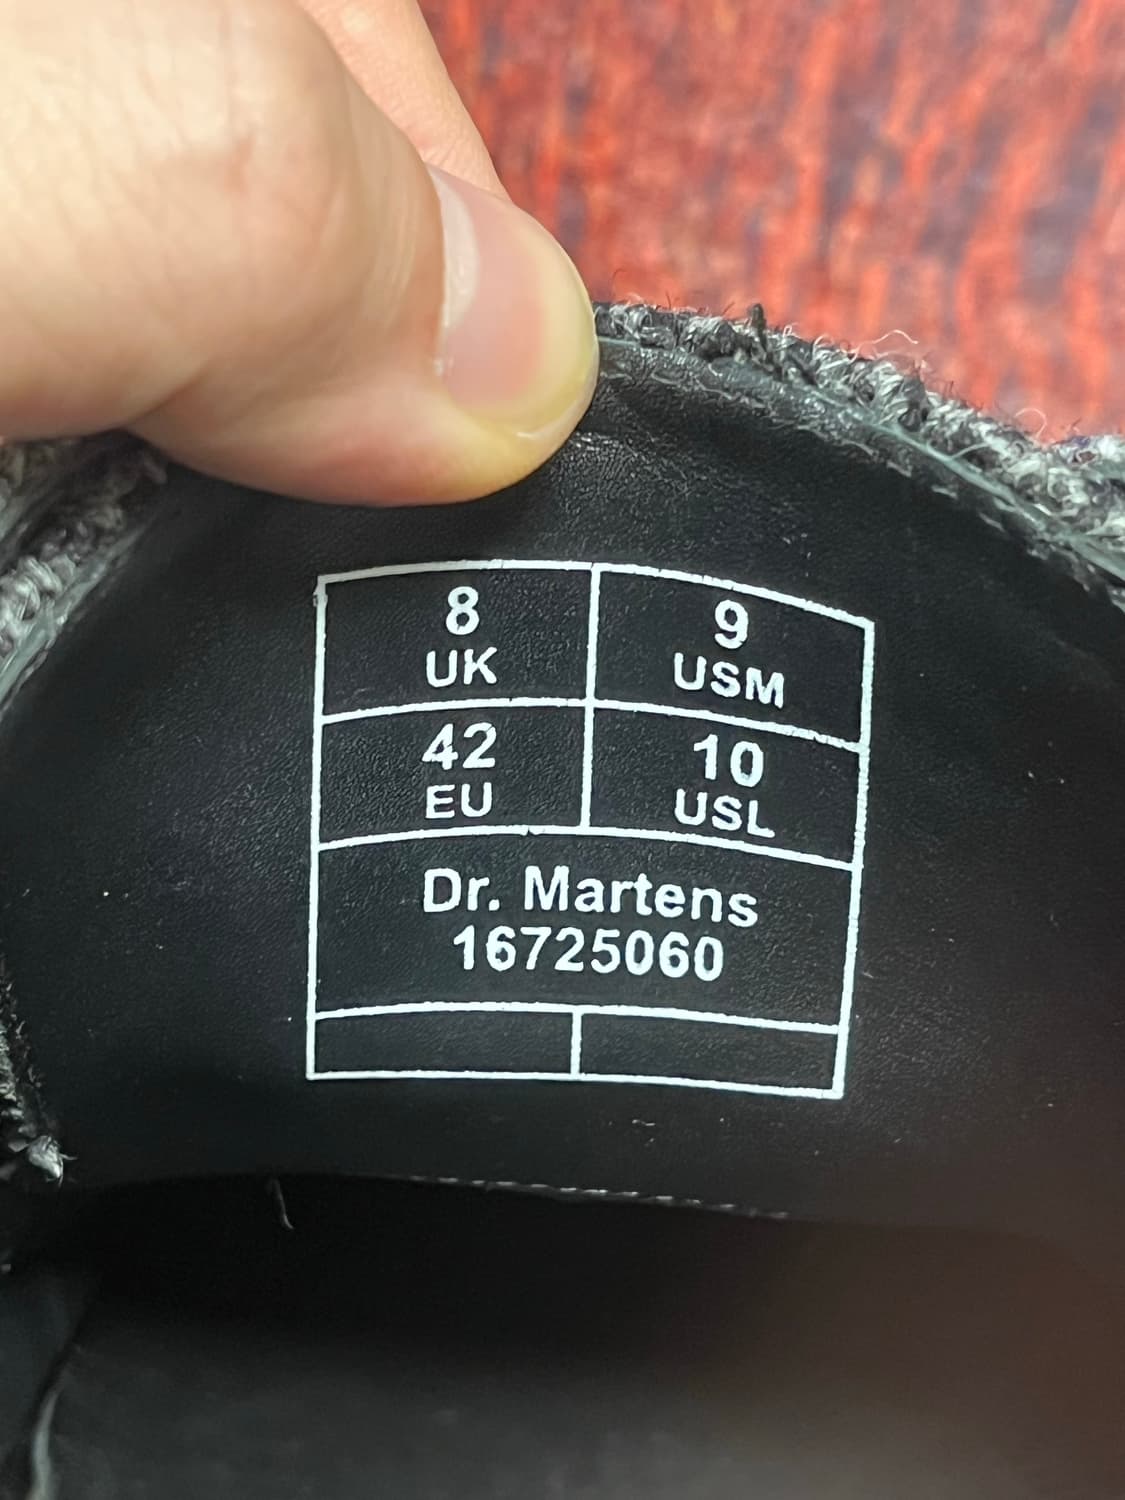 8
UK
9
USM
42
EU
10
USL
Dr. Martens
16725060